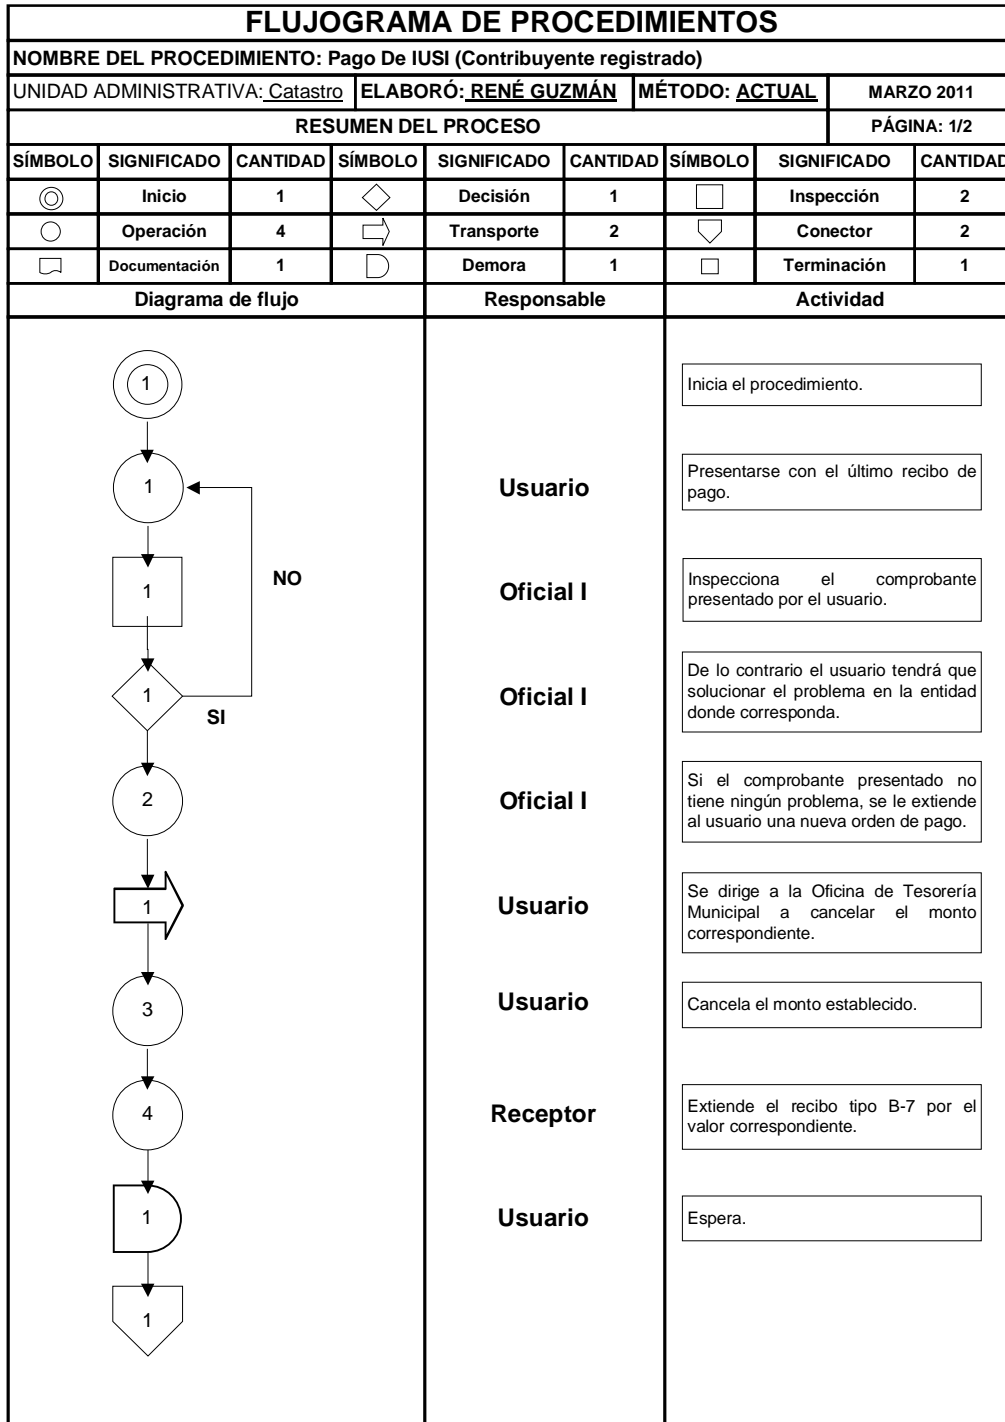 FLUJOGRAMA DE PROCEDIMIENTOS
NOMBRE DEL PROCEDIMIENTO: Pago De IUSI (Contribuyente registrado)
UNIDAD ADMINISTRATIVA: Catastro ELABORÓ: RENÉ GUZMÁN MÉTODO: ACTUAL MARZO 2011
RESUMEN DEL PROCESO PÁGINA: 1/2
SÍMBOLO SIGNIFICADO CANTIDAD SÍMBOLO SIGNIFICADO CANTIDAD SÍMBOLO SIGNIFICADO CANTIDAD
Inicio 1 Decisión 1 Inspección 2
Operación 4 Transporte 2 Conector 2
Documentación 1 Demora 1 Terminación 1
Diagrama de flujo Responsable Actividad
1
Inicia el procedimiento.
1
Usuario
Presentarse con el último recibo de
pago.
NO
1
Oficial I
Inspecciona el comprobante
presentado por el usuario.
1
SI
Oficial I
De lo contrario el usuario tendrá que
solucionar el problema en la entidad
donde corresponda.
2
Oficial I
Si el comprobante presentado no
tiene ningún problema, se le extiende
al usuario una nueva orden de pago.
1
Usuario
Se dirige a la Oficina de Tesorería
Municipal a cancelar el monto
correspondiente.
3
Usuario
Cancela el monto establecido.
4
Receptor
Extiende el recibo tipo B-7 por el
valor correspondiente.
1
Usuario
Espera.
1